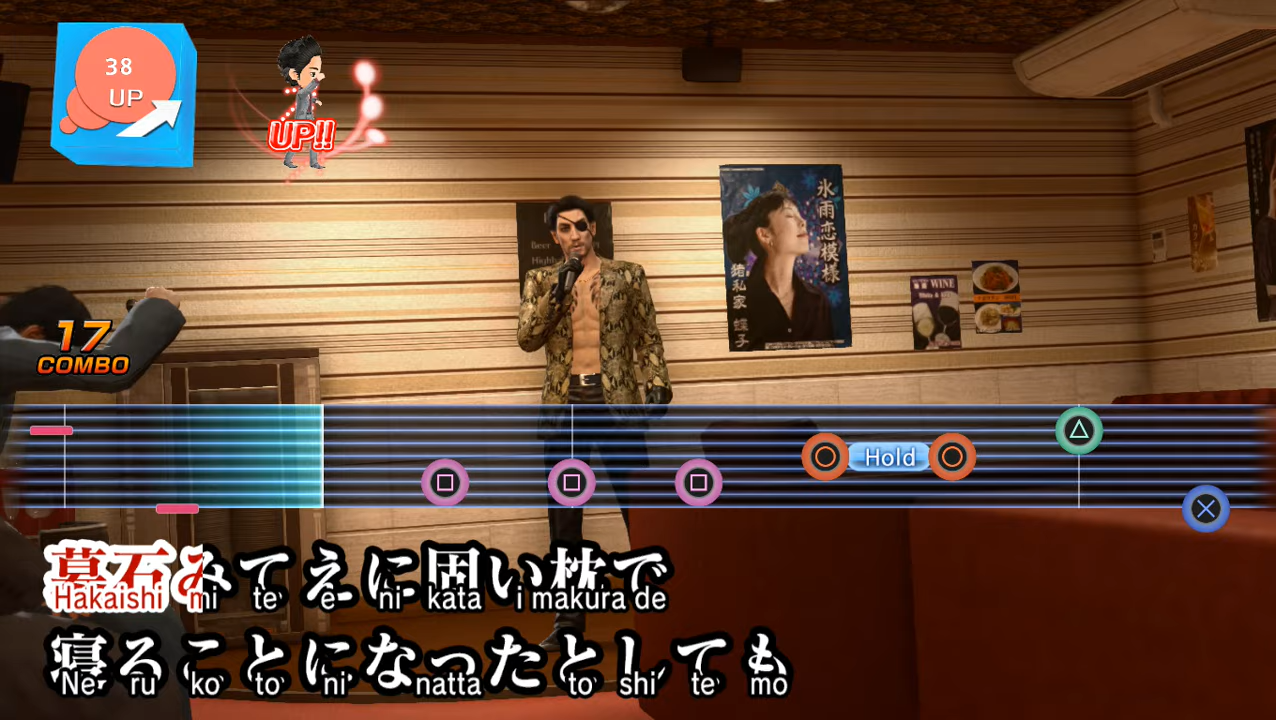 38
UP
UP!!
Beer
氷雨恋模様
WINE
17
COMBO
Hold
墓石みてえに固い枕で
Hakaishi mi te e ni kata i makura de
寝ることになったとしても
Ne ru ko to ni natta to shi te mo